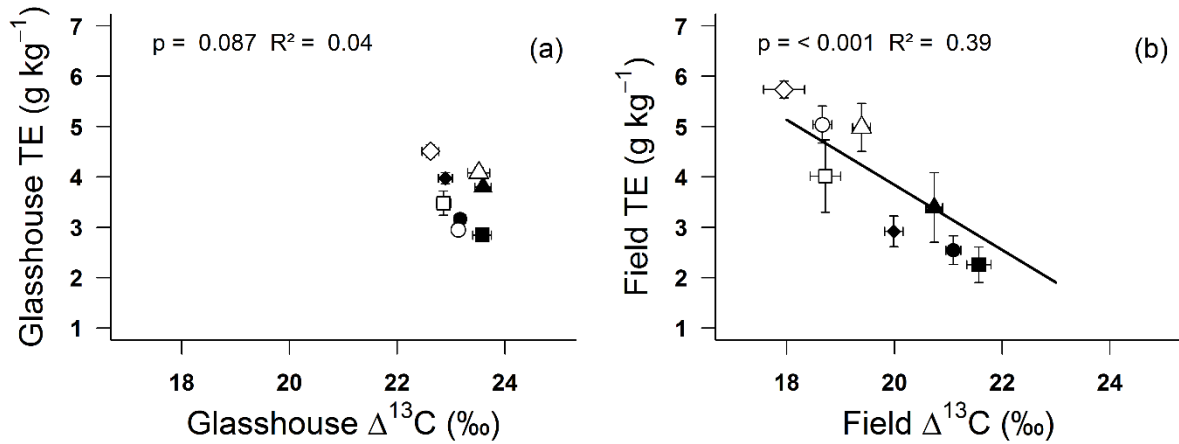 p = 0.087 R² = 0.04
(a)
Glasshouse TE (g kg⁻¹)
7
6
5
4
3
2
1
18 20 22 24
Glasshouse Δ¹³C (‰)
p = < 0.001 R² = 0.39
(b)
Field TE (g kg⁻¹)
7
6
5
4
3
2
1
18 20 22 24
Field Δ¹³C (‰)